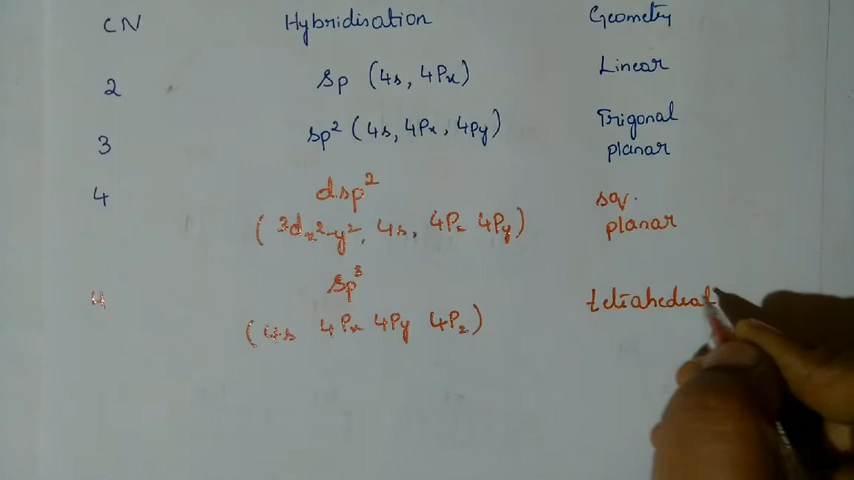 CN Hybridisation Geometry
2 sp (4s, 4Px) Linear
3 sp² (4s, 4Px, 4Py) Trigonal
planar
4 dsp² sq.
(3dx²-y², 4s, 4Px 4Py) planar
4 sp³ tetrahedral
(4s 4Px 4Py 4Pz)